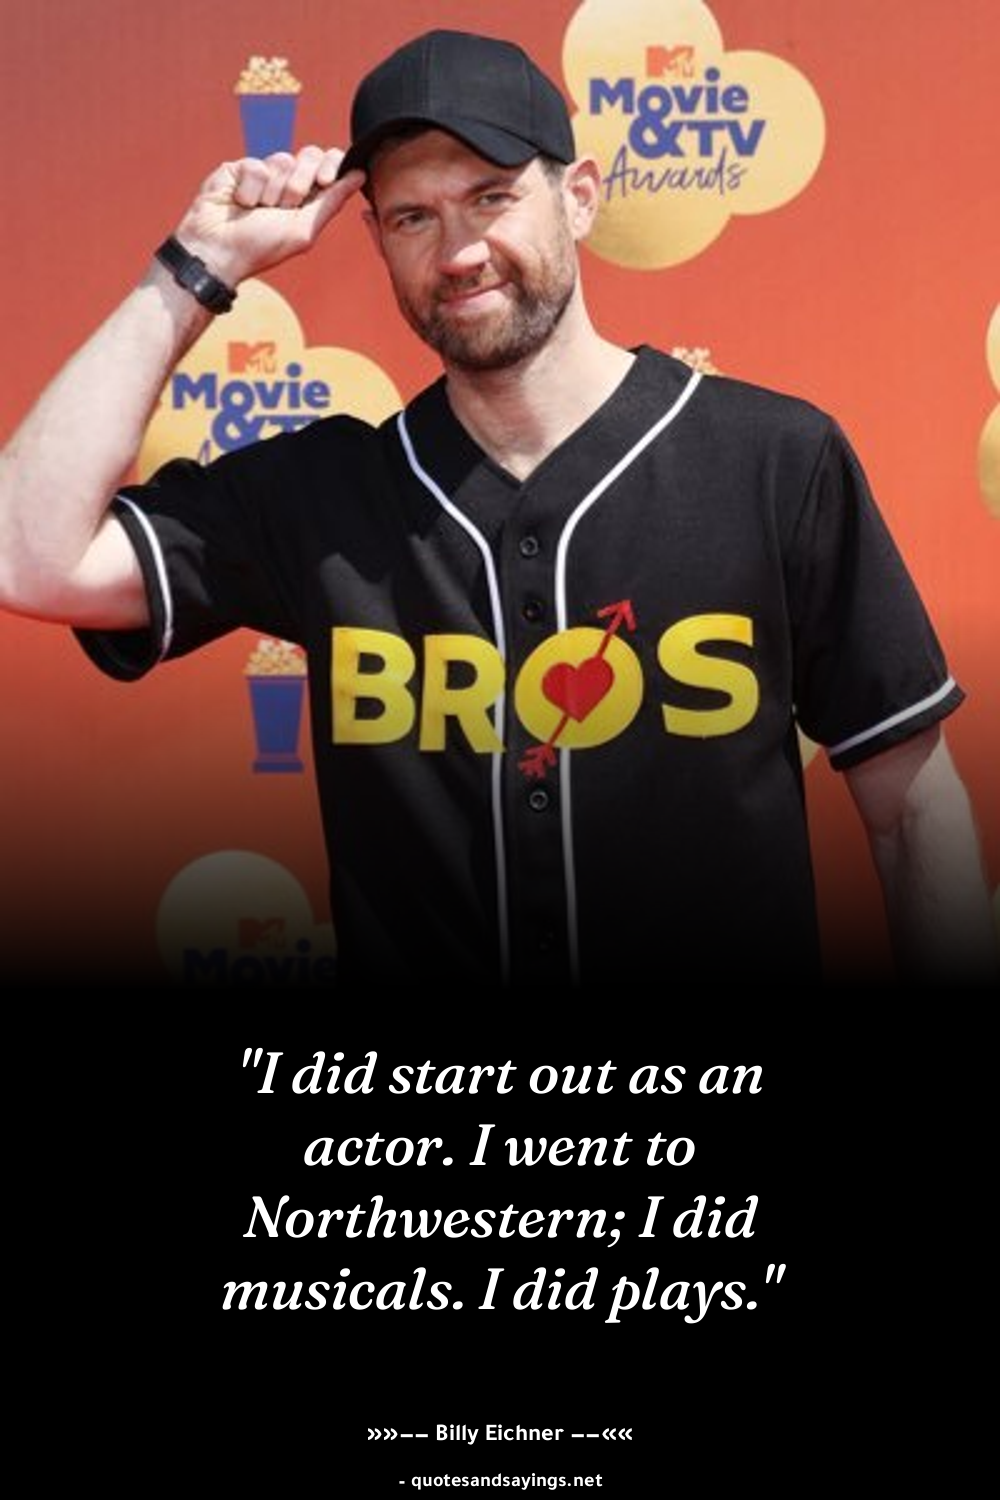 MTV
Movie
&TV
Awards
MTV
Movie
&TV
BROS
MTV
Movie
"I did start out as an
actor. I went to
Northwestern; I did
musicals. I did plays."
»»−− Billy Eichner −−««
- quotesandsayings.net